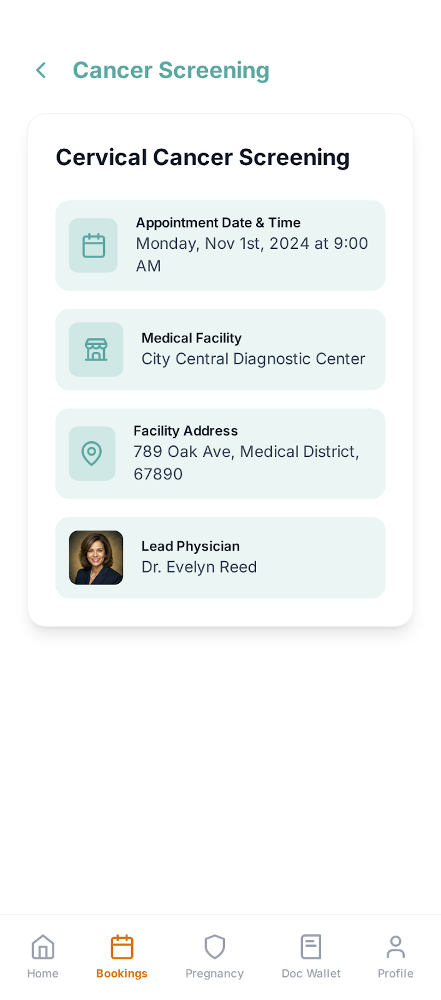 Cancer Screening
Cervical Cancer Screening
Appointment Date & Time
Monday, Nov 1st, 2024 at 9:00
AM
Medical Facility
City Central Diagnostic Center
Facility Address
789 Oak Ave, Medical District,
67890
Lead Physician
Dr. Evelyn Reed
Home
Bookings
Pregnancy
Doc Wallet
Profile